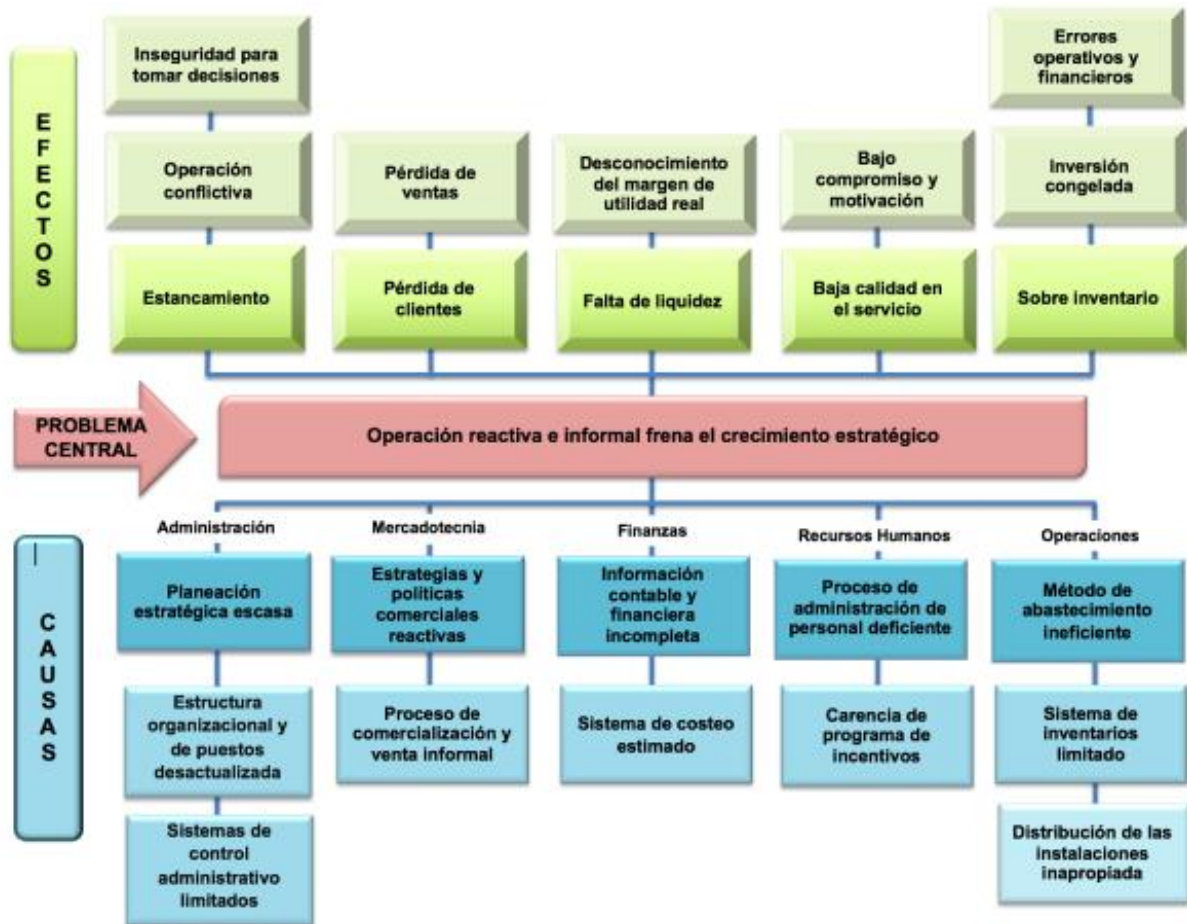 EFECTOS
Inseguridad para
tomar decisiones
Errores
operativos y
financieros
Operación
conflictiva
Pérdida de
ventas
Desconocimiento
del margen de
utilidad real
Bajo
compromiso y
motivación
Inversión
congelada
Estancamiento
Pérdida de
clientes
Falta de liquidez
Baja calidad en
el servicio
Sobre inventario
PROBLEMA
CENTRAL
Operación reactiva e informal frena el crecimiento estratégico
CAUSAS
Administración
Mercadotecnia
Finanzas
Recursos Humanos
Operaciones
Planeación
estratégica escasa
Estrategias y
políticas
comerciales
reactivas
Información
contable y
financiera
incompleta
Proceso de
administración de
personal deficiente
Método de
abastecimiento
ineficiente
Estructura
organizacional y
de puestos
desactualizada
Proceso de
comercialización y
venta informal
Sistema de costeo
estimado
Carencia de
programa de
incentivos
Sistema de
inventarios
limitado
Sistemas de
control
administrativo
limitados
Distribución de las
instalaciones
inapropiada